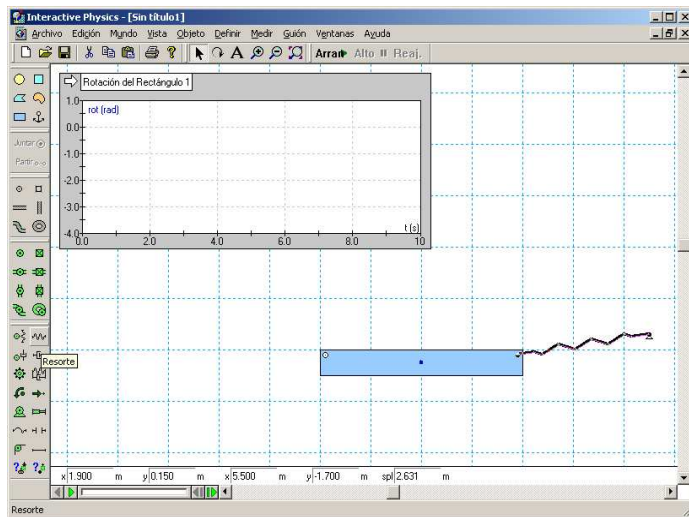 Interactive Physics - [Sin título1]
Archivo Edición Mundo Vista Objeto Definir Medir Guión Ventanas Ayuda
A Arran Alto II Reaj.
Rotación del Rectángulo 1
1.0
rot (rad)
0.0
-1.0
-2.0
-3.0
-4.0
t (s)
0.0 2.0 4.0 6.0 8.0 10
Juntar
Partir
Resorte
x 1.900 m y 0.150 m x 5.500 m y -1.700 m spl 2.631 m
Resorte